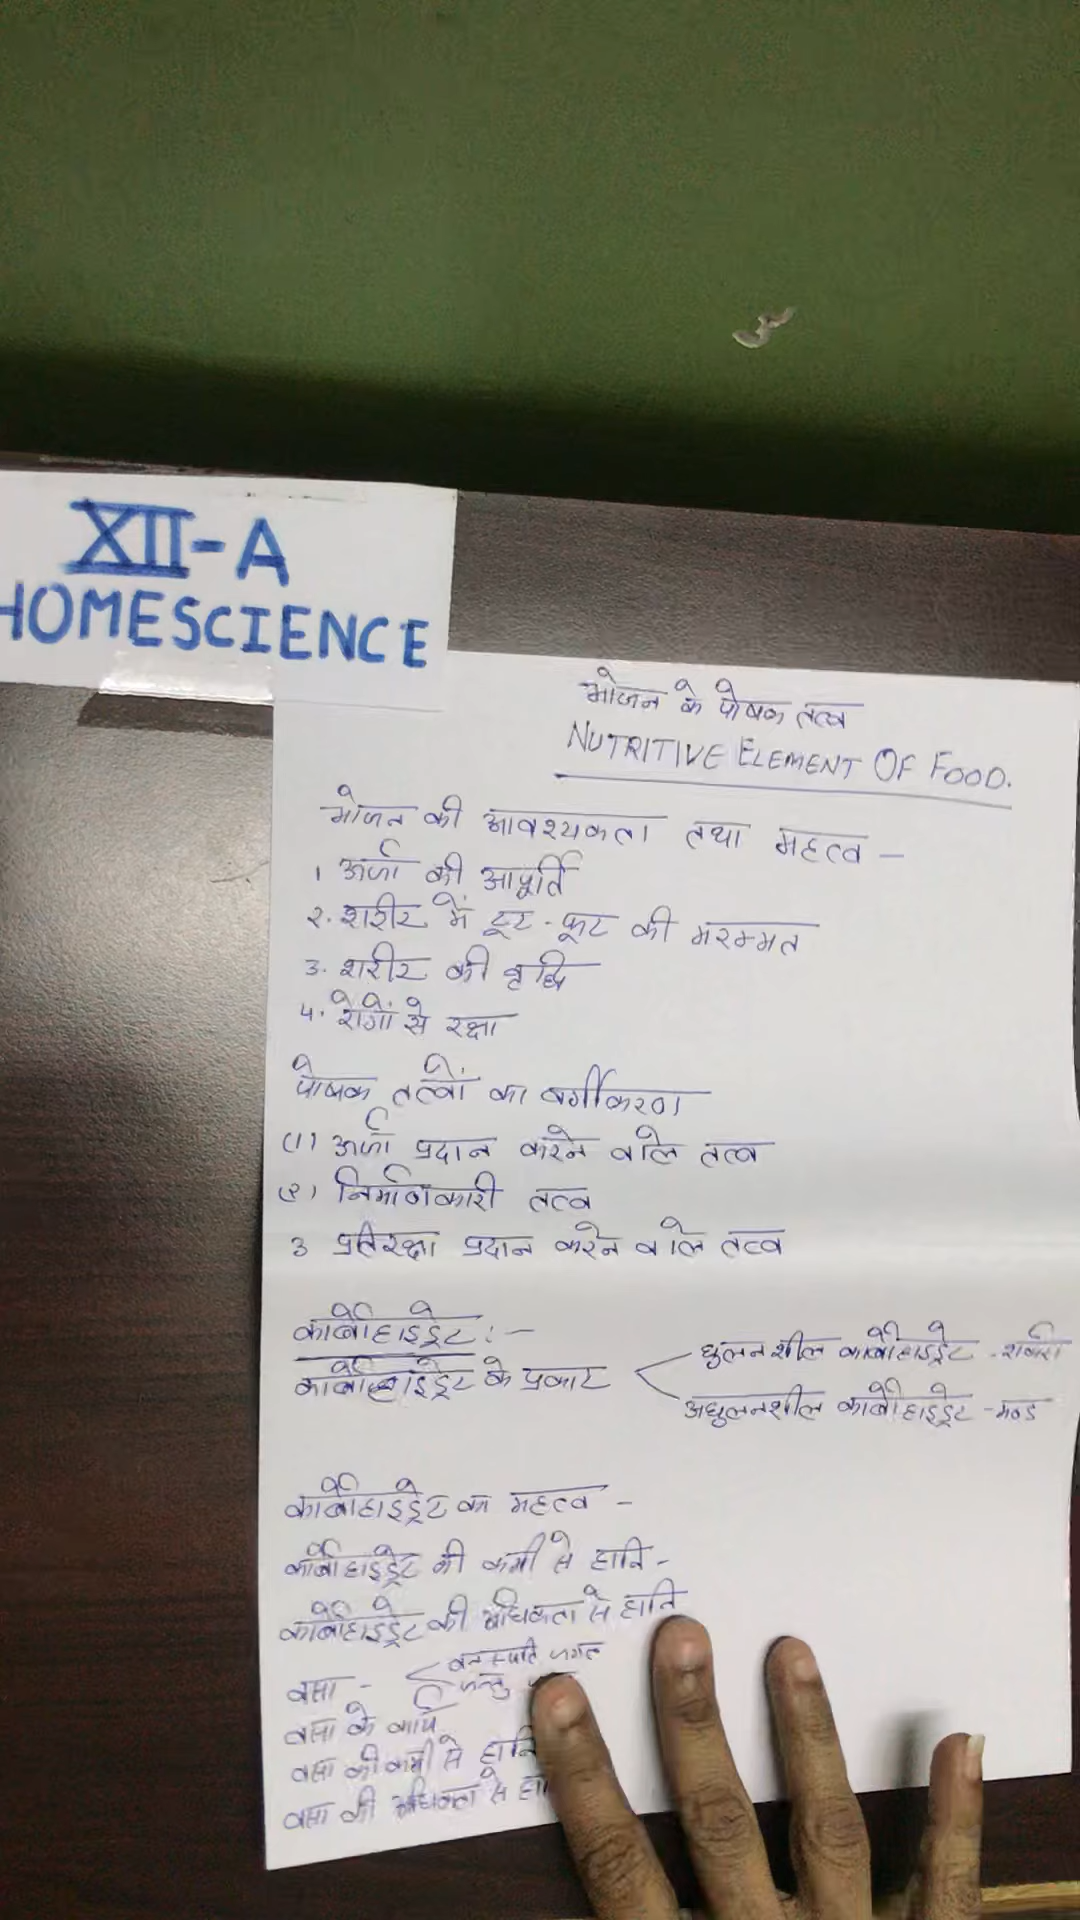 XII-A
HOMESCIENCE
भोजन के पोषक तत्व
NUTRITIVE ELEMENT OF FOOD.
भोजन की आवश्यकता तथा महत्व –
1. ऊर्जा की आपूर्ति
२. शरीर में टूट-फूट की मरम्मत
3. शरीर की वृद्धि
4. रोगों से रक्षा
पोषक तत्वों का वर्गीकरण
(1) ऊर्जा प्रदान करने वाले तत्व
(२) निर्माणकारी तत्व
3 प्रतिरक्षा प्रदान करने वाले तत्व
कार्बोहाइड्रेट :–
कार्बोहाइड्रेट के प्रकार
घुलनशील कार्बोहाइड्रेट - शर्करा
अघुलनशील कार्बोहाइड्रेट - मण्ड
कार्बोहाइड्रेट का महत्व –
कार्बोहाइड्रेट की कमी से हानि –
कार्बोहाइड्रेट की अधिकता से हानि
वसा – वनस्पति जगत
जन्तु
वसा के कार्य
वसा की कमी से हानि
वसा की अधिकता से